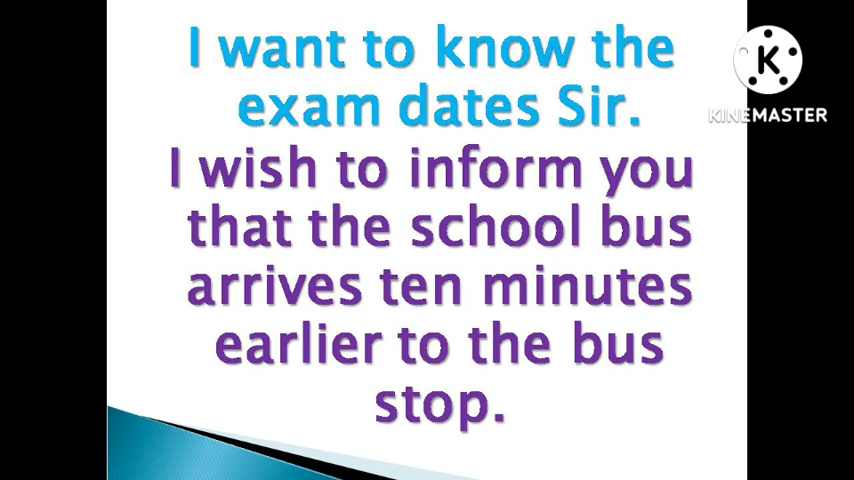 I want to know the
exam dates Sir.
I wish to inform you
that the school bus
arrives ten minutes
earlier to the bus
stop.
K
KINEMASTER